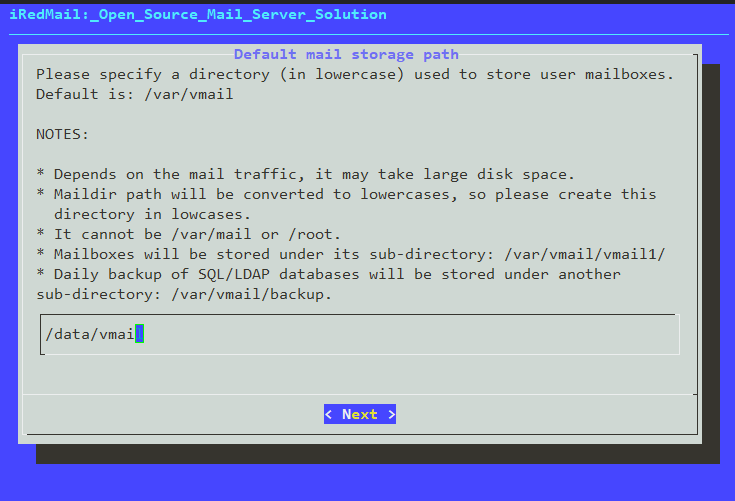 iRedMail:_Open_Source_Mail_Server_Solution
Default mail storage path
Please specify a directory (in lowercase) used to store user mailboxes.
Default is: /var/vmail
NOTES:
* Depends on the mail traffic, it may take large disk space.
* Maildir path will be converted to lowercases, so please create this
directory in lowcases.
* It cannot be /var/mail or /root.
* Mailboxes will be stored under its sub-directory: /var/vmail/vmail1/
* Daily backup of SQL/LDAP databases will be stored under another
sub-directory: /var/vmail/backup.
/data/vmail
< Next >